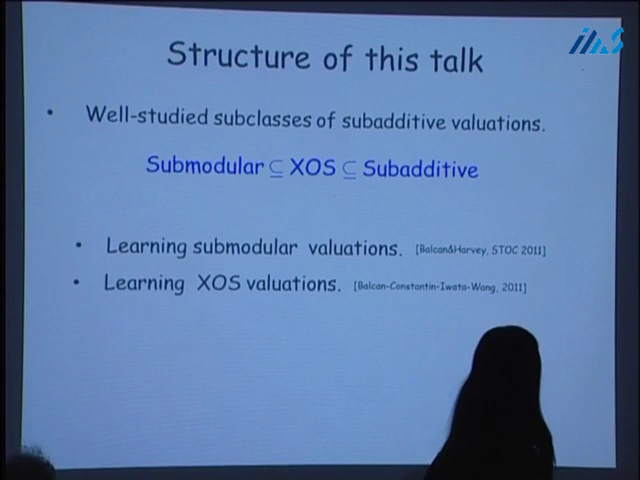 iIMS
Structure of this talk
• Well-studied subclasses of subadditive valuations.
Submodular ⊆ XOS ⊆ Subadditive
• Learning submodular valuations. [Balcan&Harvey, STOC 2011]
• Learning XOS valuations. [Balcan-Constantin-Iwata-Wang, 2011]